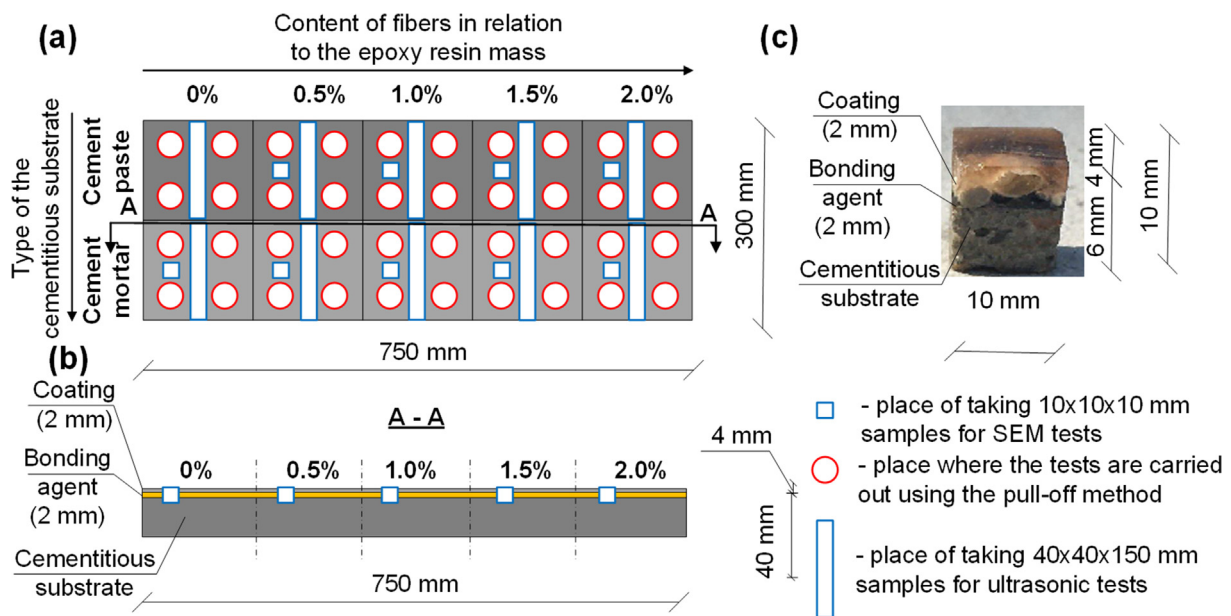 (a)
Content of fibers in relation
to the epoxy resin mass
0%
0.5%
1.0%
1.5%
2.0%
Type of the
cementitious substrate
Cement
paste
Cement
mortar
A
A
300 mm
750 mm
(b)
A - A
Coating
(2 mm)
Bonding
agent
(2 mm)
Cementitious
substrate
0%
0.5%
1.0%
1.5%
2.0%
750 mm
4 mm
40 mm
(c)
Coating
(2 mm)
Bonding
agent
(2 mm)
Cementitious
substrate
4 mm
6 mm
10 mm
10 mm
- place of taking 10x10x10 mm
samples for SEM tests
- place where the tests are carried
out using the pull-off method
- place of taking 40x40x150 mm
samples for ultrasonic tests